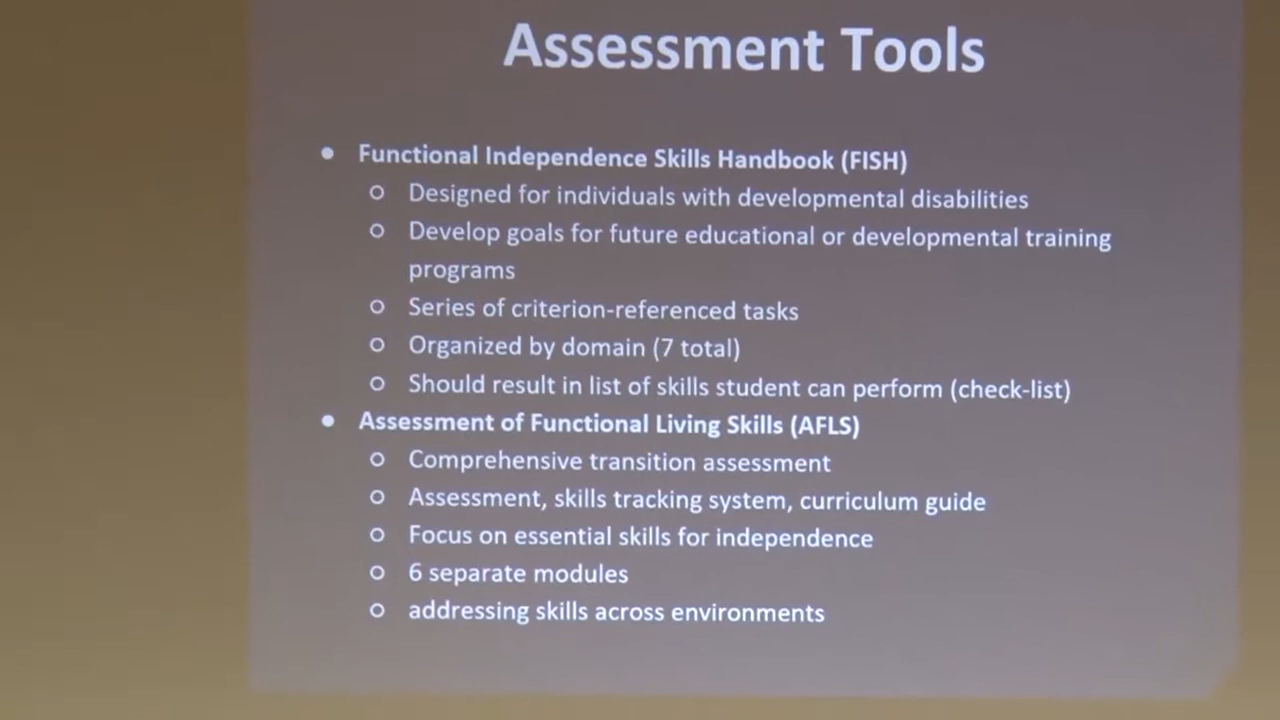 Assessment Tools
● Functional Independence Skills Handbook (FISH)
○ Designed for individuals with developmental disabilities
○ Develop goals for future educational or developmental training
programs
○ Series of criterion-referenced tasks
○ Organized by domain (7 total)
○ Should result in list of skills student can perform (check-list)
● Assessment of Functional Living Skills (AFLS)
○ Comprehensive transition assessment
○ Assessment, skills tracking system, curriculum guide
○ Focus on essential skills for independence
○ 6 separate modules
○ addressing skills across environments